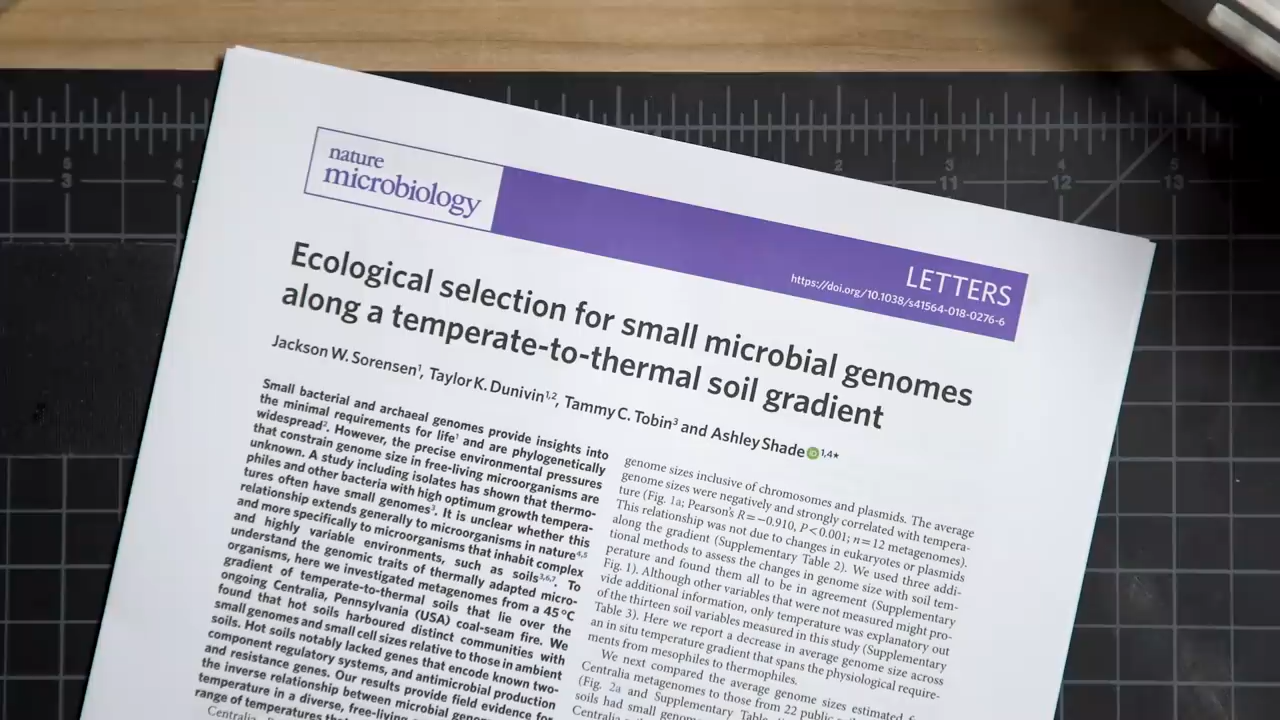 3
4
5
2
3
11
4
12
5
13
nature
microbiology
LETTERS
https://doi.org/10.1038/s41564-018-0276-6
Ecological selection for small microbial genomes
along a temperate-to-thermal soil gradient
Jackson W. Sorensen1, Taylor K. Dunivin1,2, Tammy C. Tobin3 and Ashley Shade iD 1,4*
Small bacterial and archaeal genomes provide insights into
the minimal requirements for life1 and are phylogenetically
widespread2. However, the precise environmental pressures
that constrain genome size in free-living microorganisms are
unknown. A study including isolates has shown that thermo-
philes and other bacteria with high optimum growth tempera-
tures often have small genomes3. It is unclear whether this
relationship extends generally to microorganisms in nature4,5
and more specifically to microorganisms that inhabit complex
and highly variable environments, such as soils3,6,7. To
understand the genomic traits of thermally adapted micro-
organisms, here we investigated metagenomes from a 45 °C
gradient of temperate-to-thermal soils that lie over the
ongoing Centralia, Pennsylvania (USA) coal-seam fire. We
found that hot soils harboured distinct communities with
small genomes and small cell sizes relative to those in ambient
soils. Hot soils notably lacked genes that encode known two-
component regulatory systems, and antimicrobial production
and resistance genes. Our results provide field evidence for
the inverse relationship between microbial genome
temperature in a diverse, free-living
range of temperatures
genome sizes inclusive of chromosomes and plasmids. The average
genome sizes were negatively and strongly correlated with tempera-
ture (Fig. 1a; Pearson's R=−0.910, P<0.001; n=12 metagenomes).
This relationship was not due to changes in eukaryotes or plasmids
along the gradient (Supplementary Table 2). We used three addi-
tional methods to assess the changes in genome size with soil tem-
perature and found them all to be in agreement (Supplementary
Fig. 1). Although other variables that were not measured might pro-
vide additional information, only temperature was explanatory out
of the thirteen soil variables measured in this study (Supplementary
Table 3). Here we report a decrease in average genome size across
an in situ temperature gradient that spans the physiological require-
ments from mesophiles to thermophiles.
We next compared the average genome sizes estimated
Centralia metagenomes to those from 22 public
(Fig. 2a and Supplementary
soils had small
Centralia